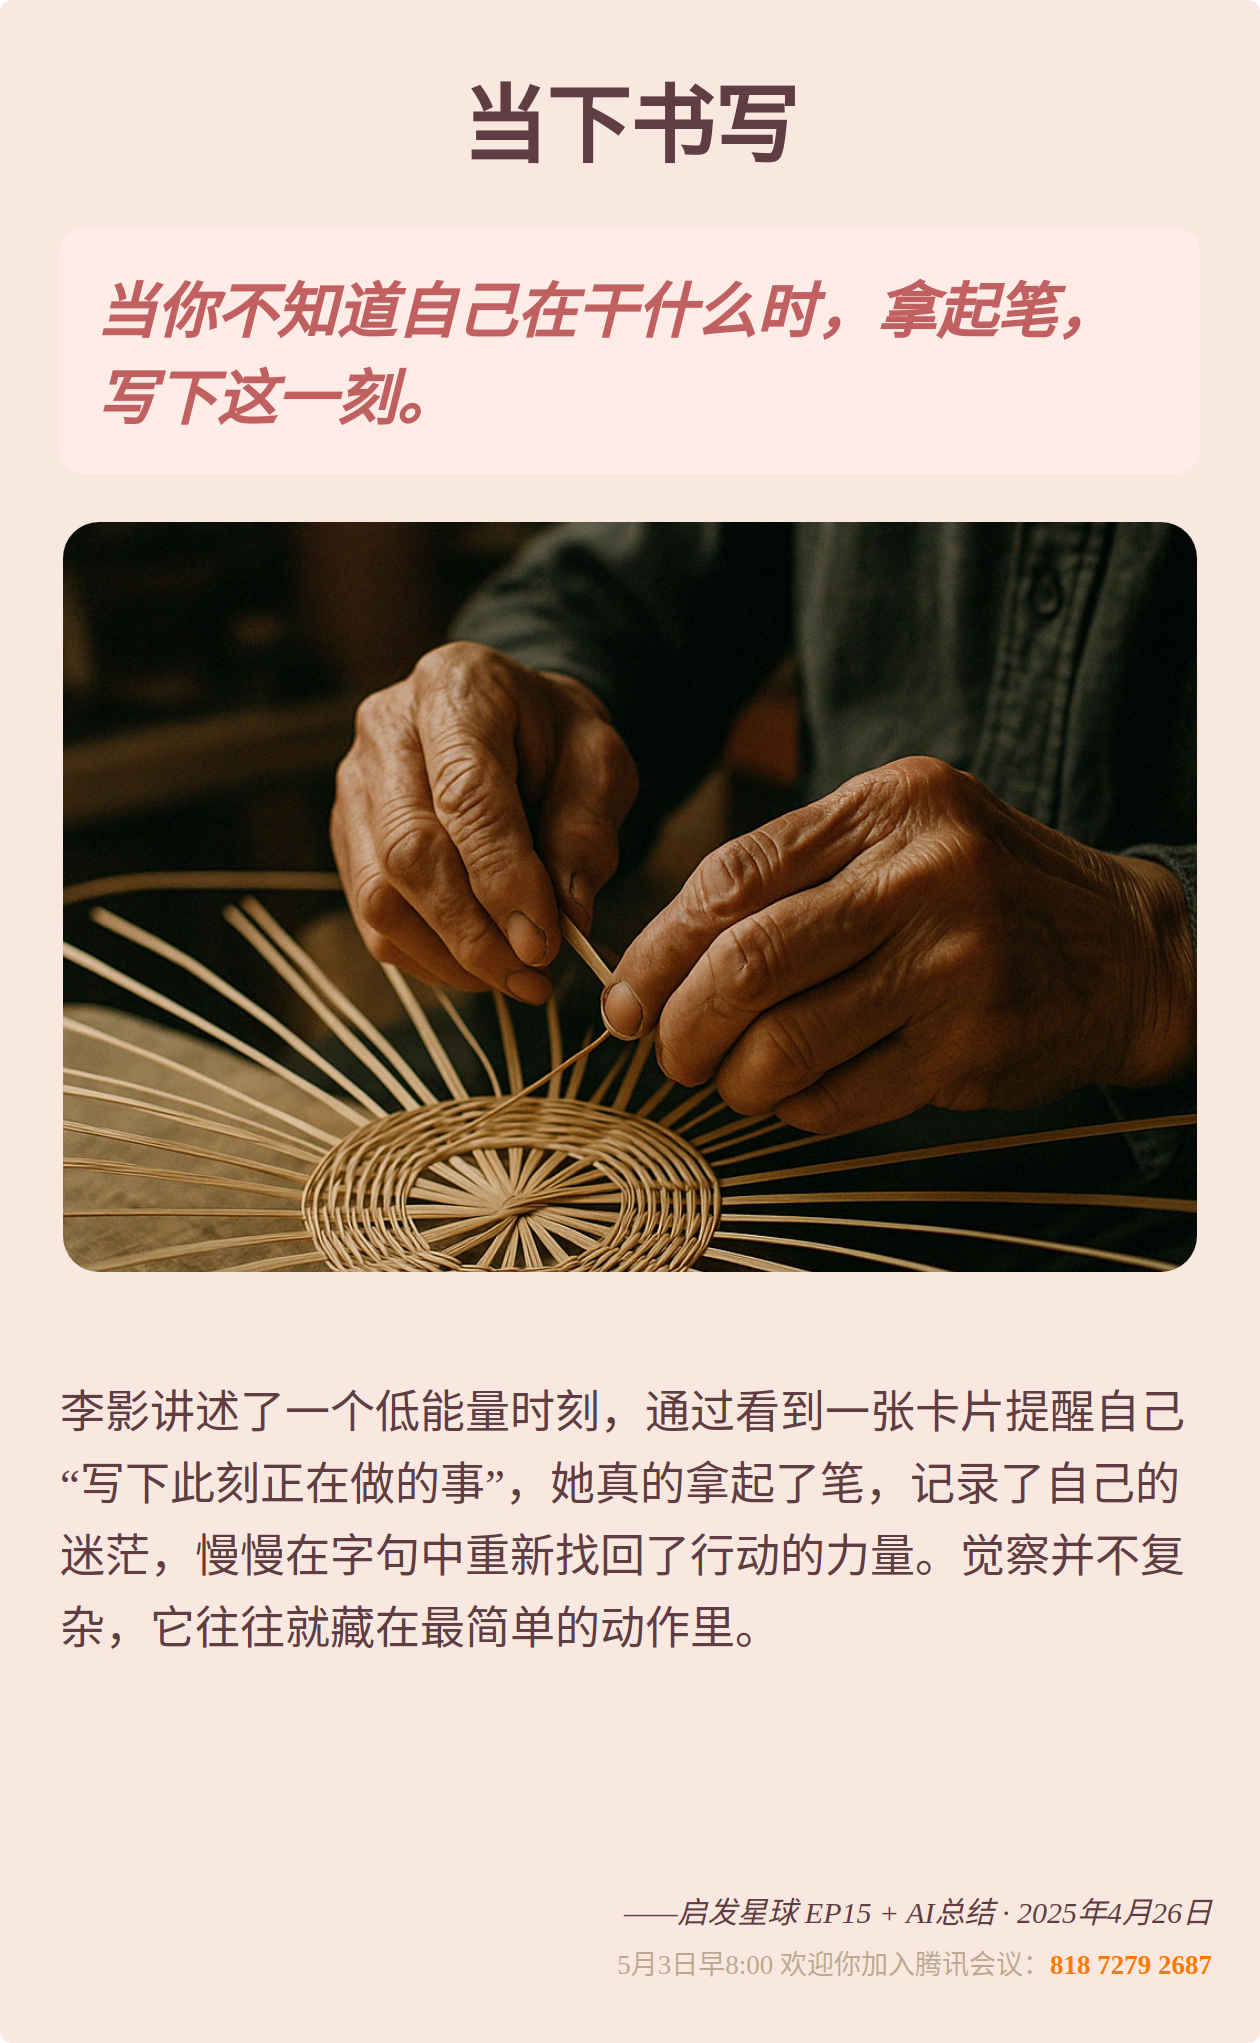 当下书写
当你不知道自己在干什么时，拿起笔，
写下这一刻。
李影讲述了一个低能量时刻，通过看到一张卡片提醒自己
“写下此刻正在做的事”，她真的拿起了笔，记录了自己的
迷茫，慢慢在字句中重新找回了行动的力量。觉察并不复
杂，它往往就藏在最简单的动作里。
——启发星球 EP15 + AI总结 · 2025年4月26日
5月3日早8:00 欢迎你加入腾讯会议：818 7279 2687